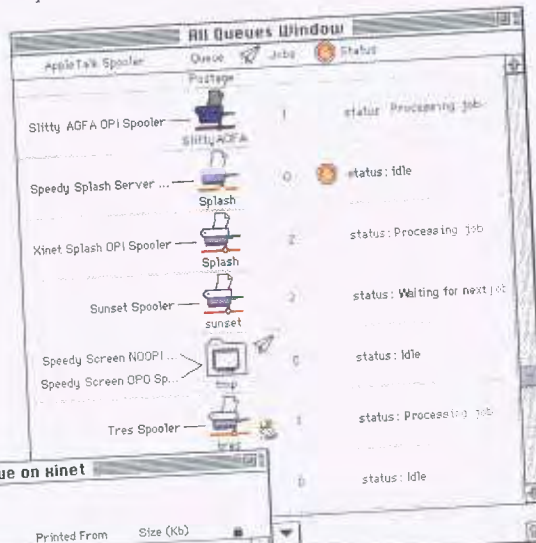 All Queues Window
AppleTalk Spooler Queue Jobs Status
Postage
Slitty AGFA OPI Spooler 1 status: Processing job
Slitty AGFA
Speedy Splash Server ... 0 status: idle
Splash
Xinet Splash OPI Spooler 2 status: Processing job
Splash
Sunset Spooler 2 status: Waiting for next job
sunset
Speedy Screen NOOPI ... 0 status: Idle
Speedy Screen OPO Sp...
Tres Spooler 1 status: Processing job
tres
status: Idle
ue on xinet
Printed From Size (Kb)